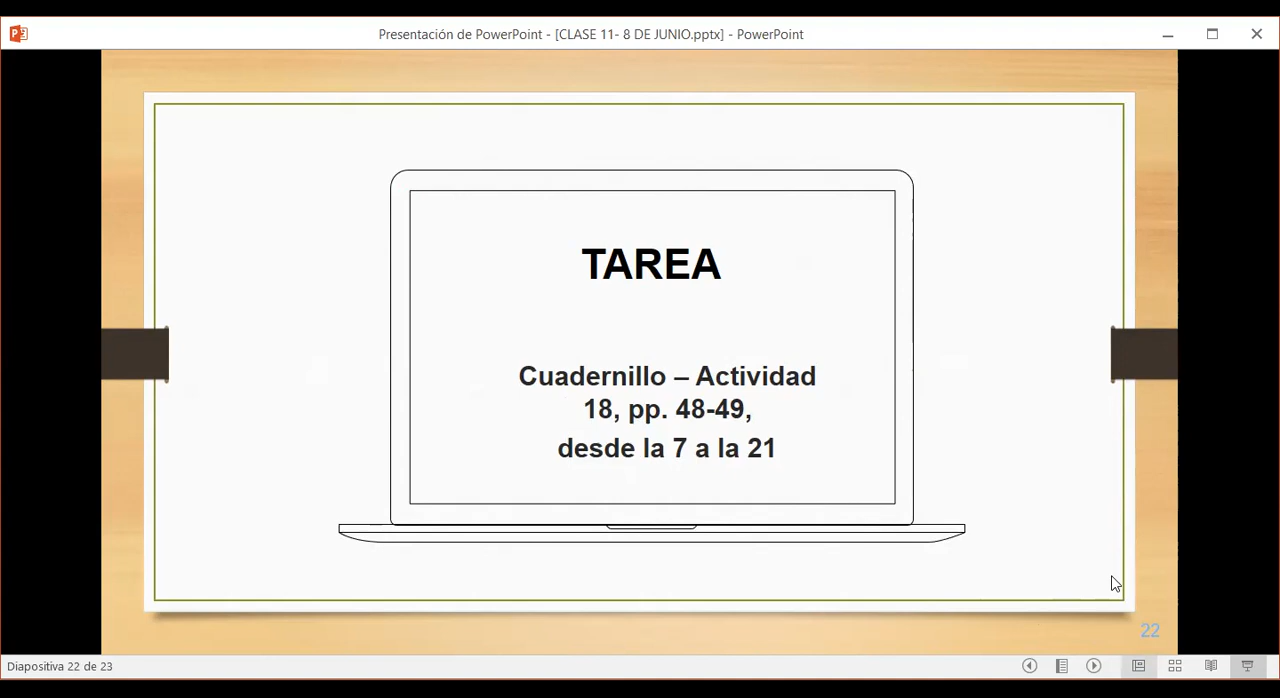 Presentación de PowerPoint - [CLASE 11- 8 DE JUNIO.pptx] - PowerPoint
TAREA
Cuadernillo – Actividad
18, pp. 48-49,
desde la 7 a la 21
22
Diapositiva 22 de 23